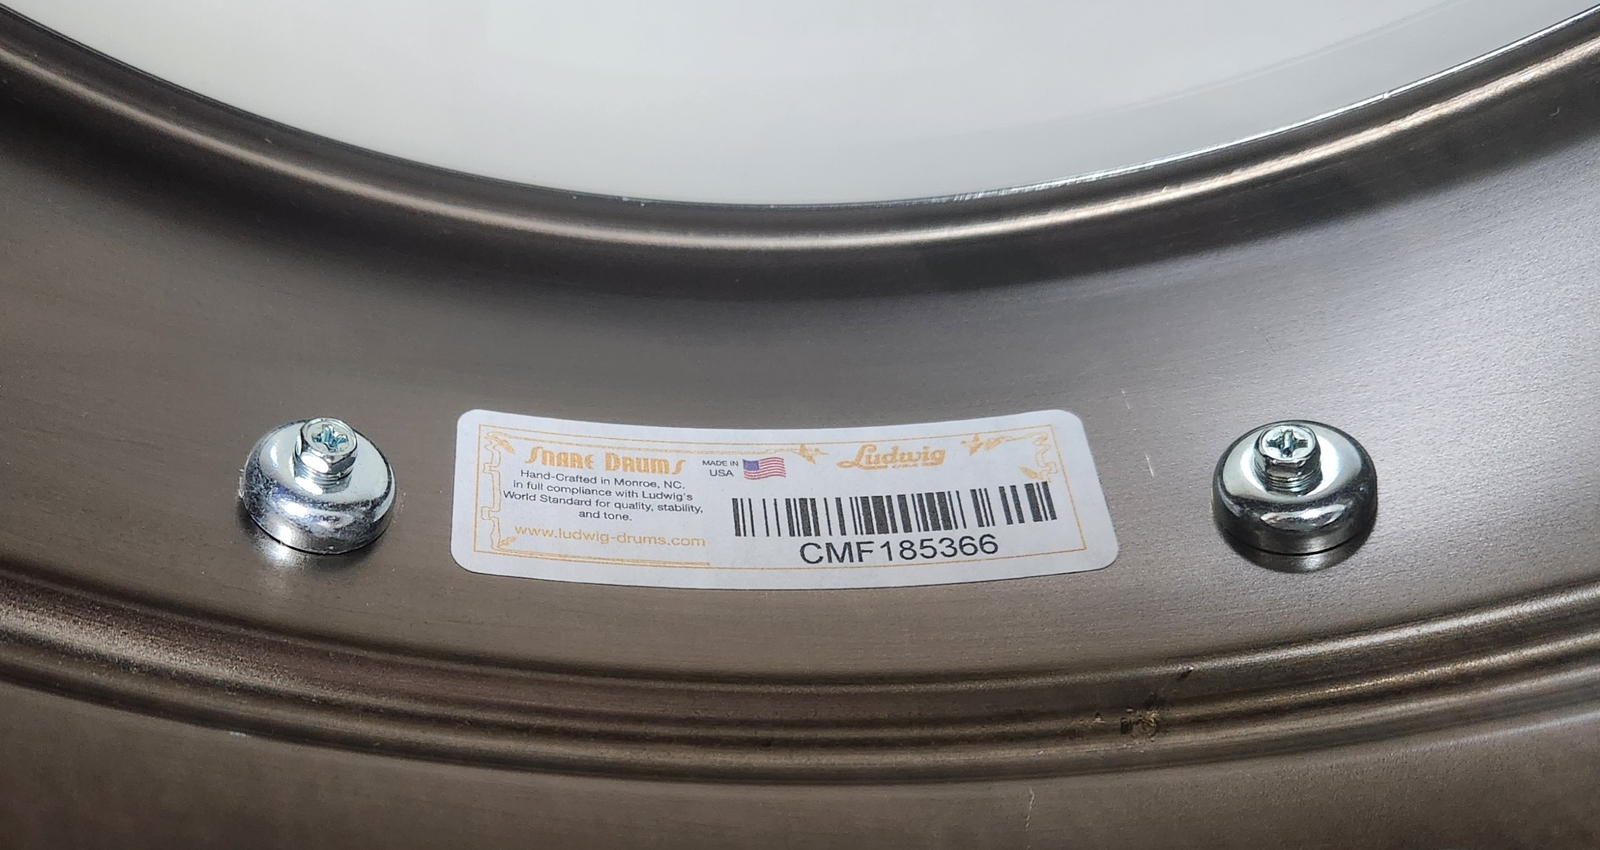 SNARE DRUMS
Hand-Crafted in Monroe, NC.
in full compliance with Ludwig's
World Standard for quality, stability,
and tone.
www.ludwig-drums.com
MADE IN
USA
Ludwig
CMF185366